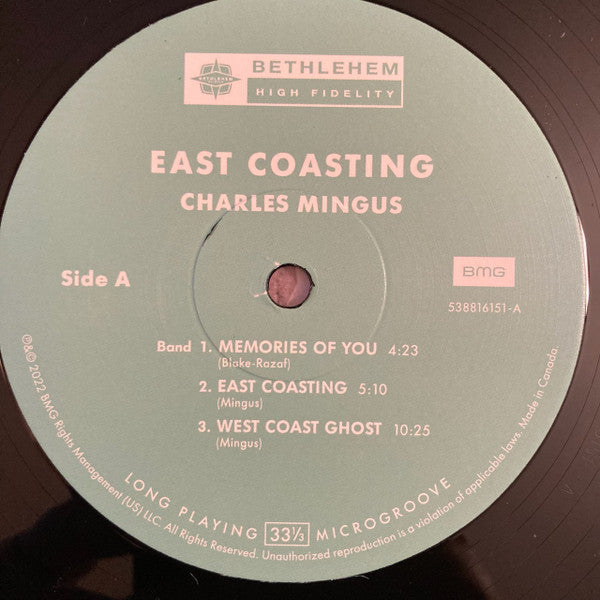 BETHLEHEM
BETHLEHEM
HIGH FIDELITY
EAST COASTING
CHARLES MINGUS
Side A
BMG
538816151-A
Band 1. MEMORIES OF YOU 4:23
(Blake-Razaf)
2. EAST COASTING 5:10
(Mingus)
3. WEST COAST GHOST 10:25
(Mingus)
LONG PLAYING 33⅓ MICROGROOVE
℗&© 2022 BMG Rights Management (US) LLC. All Rights Reserved. Unauthorized reproduction is a violation of applicable laws. Made in Canada.